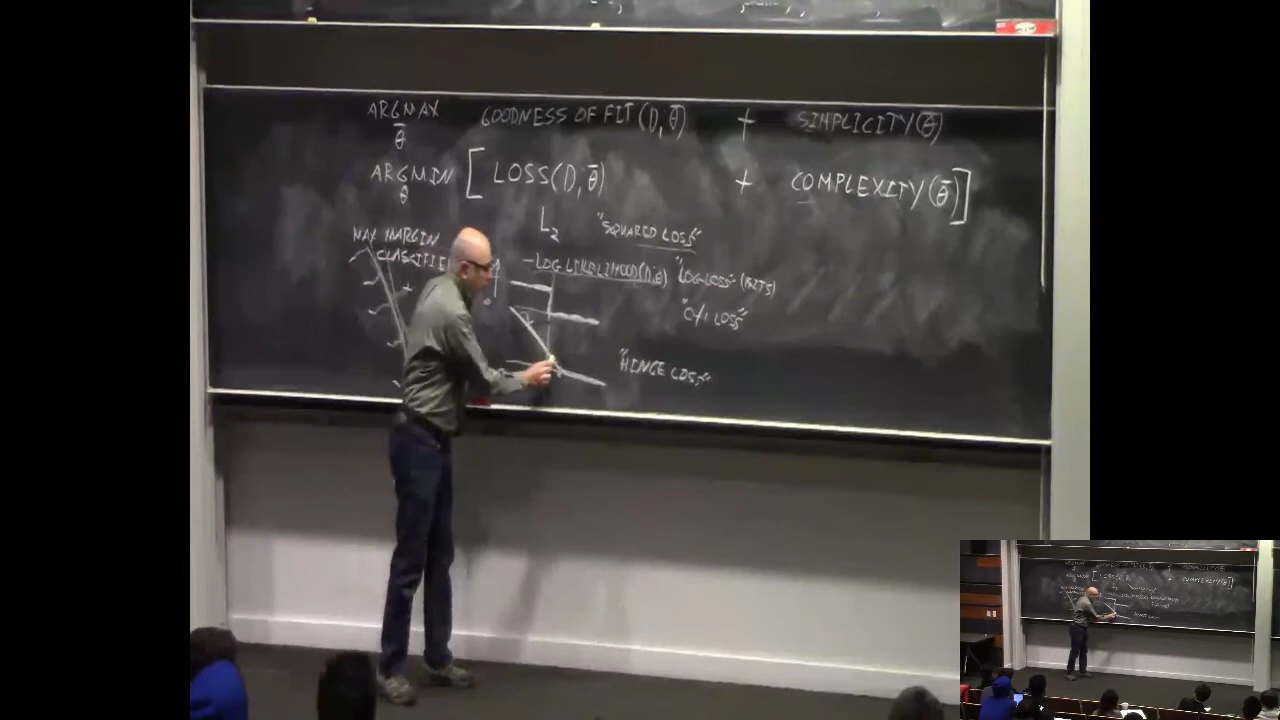 ARGMAX GOODNESS OF FIT (D, θ̄) + SIMPLICITY(θ̄)
θ̄
ARGMIN [ LOSS(D, θ̄) + COMPLEXITY(θ̄) ]
θ
L₂ "SQUARED LOSS"
MAX MARGIN
-LOG LIKELIHOOD(D;θ) "LOG-LOSS" (BITS)
"0/1 LOSS"
"HINGE LOSS"